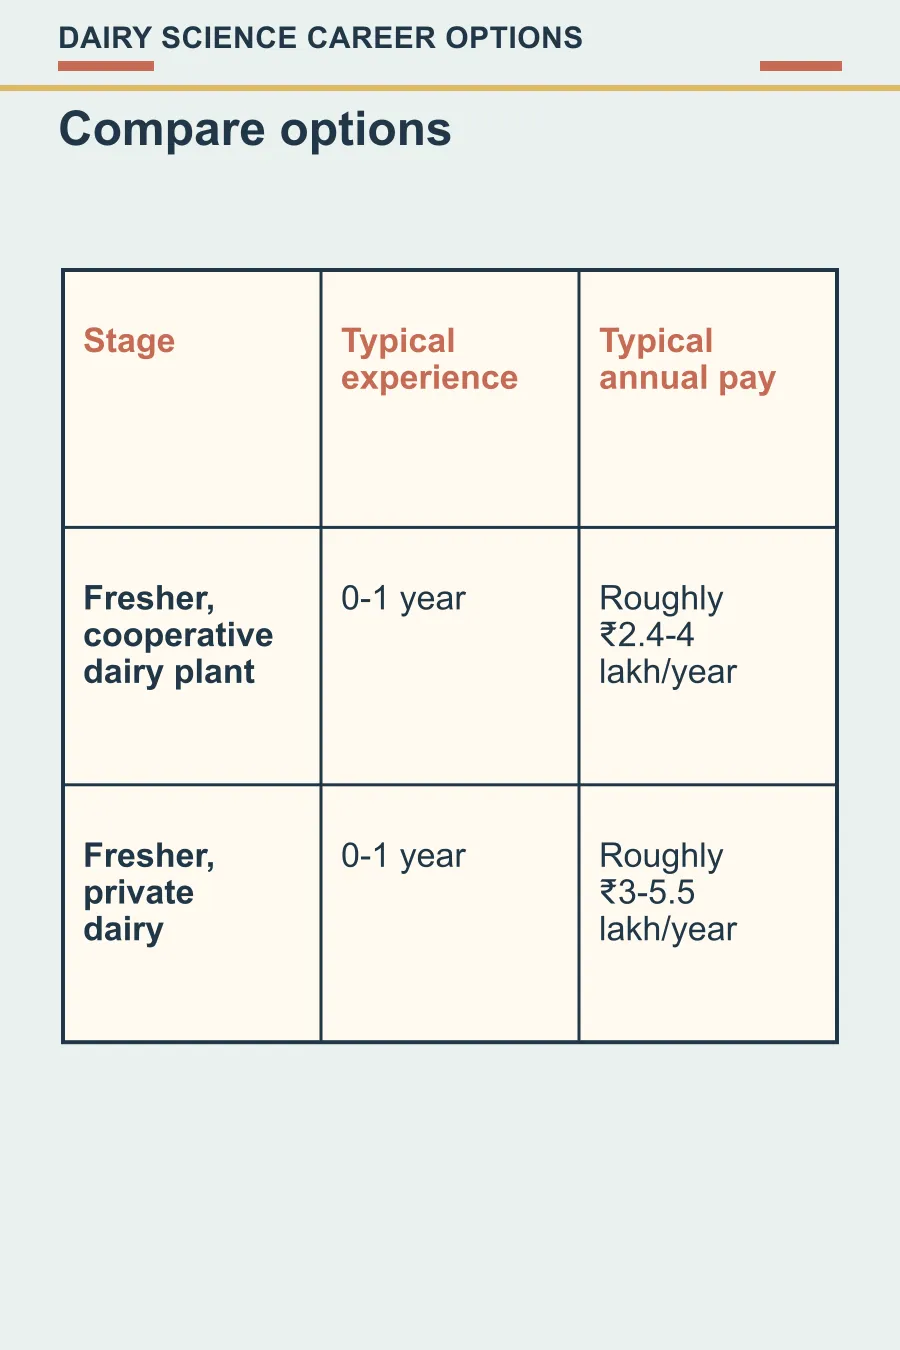 DAIRY SCIENCE CAREER OPTIONS
Compare options
Stage
Typical
experience
Typical
annual pay
Fresher,
cooperative
dairy plant
0-1 year
Roughly
₹2.4-4
lakh/year
Fresher,
private
dairy
0-1 year
Roughly
₹3-5.5
lakh/year